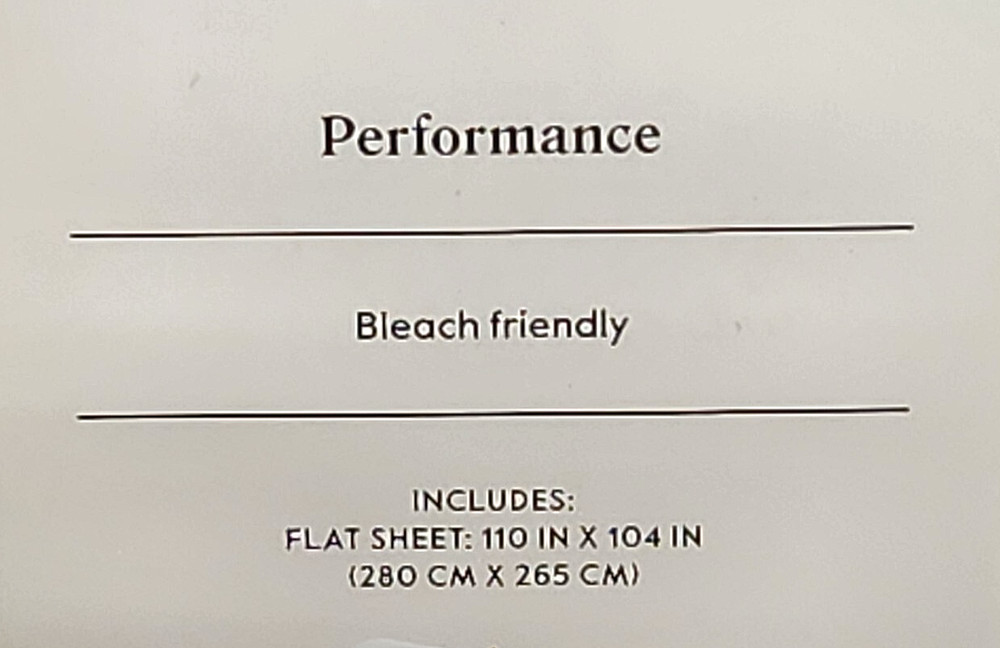 Performance
Bleach friendly
INCLUDES:
FLAT SHEET: 110 IN X 104 IN
(280 CM X 265 CM)